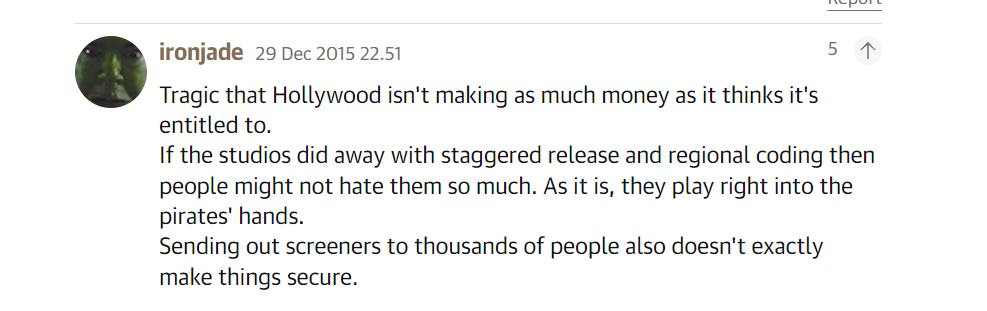 Report
ironjade 29 Dec 2015 22.51
5
Tragic that Hollywood isn't making as much money as it thinks it's
entitled to.
If the studios did away with staggered release and regional coding then
people might not hate them so much. As it is, they play right into the
pirates' hands.
Sending out screeners to thousands of people also doesn't exactly
make things secure.